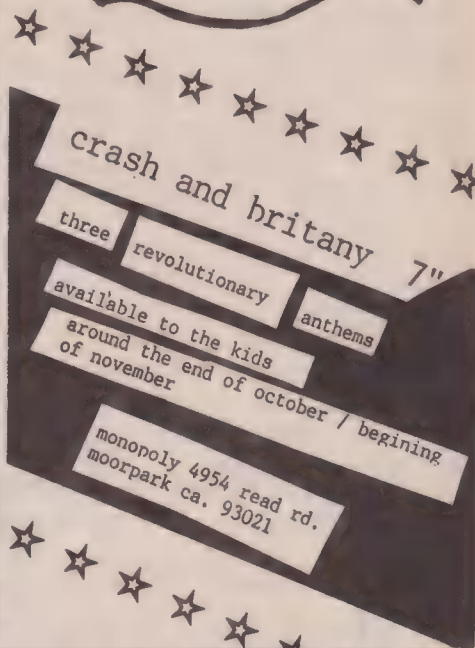 crash and britany 7"
three
revolutionary
anthems
available to the kids
around the end of october / begining
of november
monopoly 4954 read rd.
moorpark ca. 93021